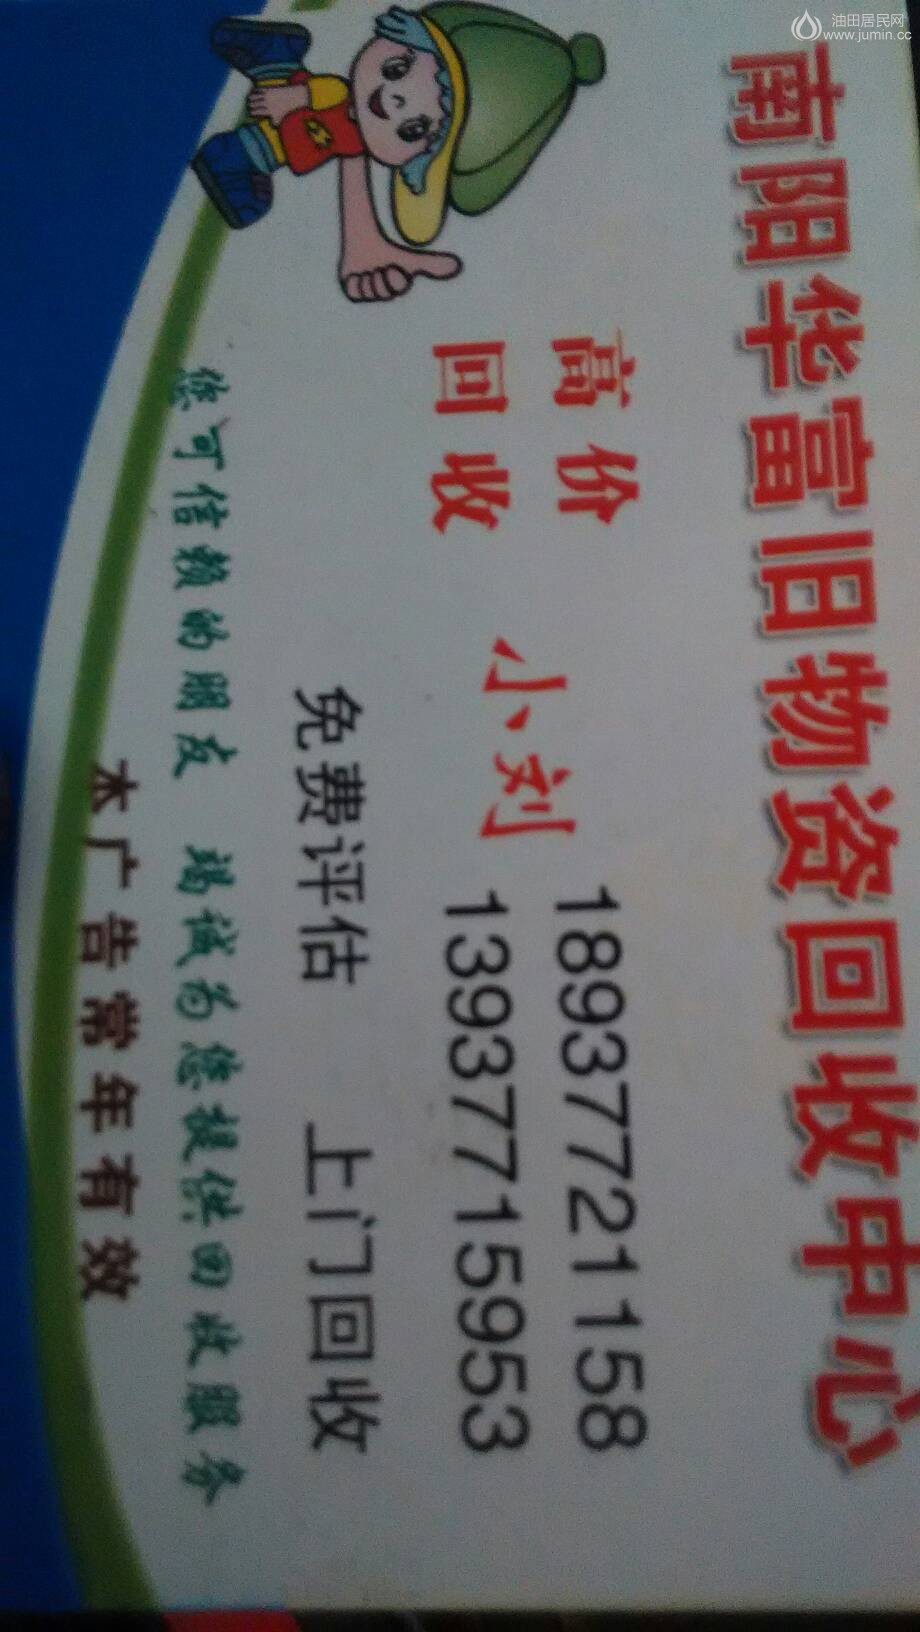 油田居民网
www.jumin.cc
南阳华富旧物资回收中心
高价
回收
小刘
18937721158
13937715953
免费评估 上门回收
您可信赖的朋友 竭诚为您提供回收服务
本广告常年有效